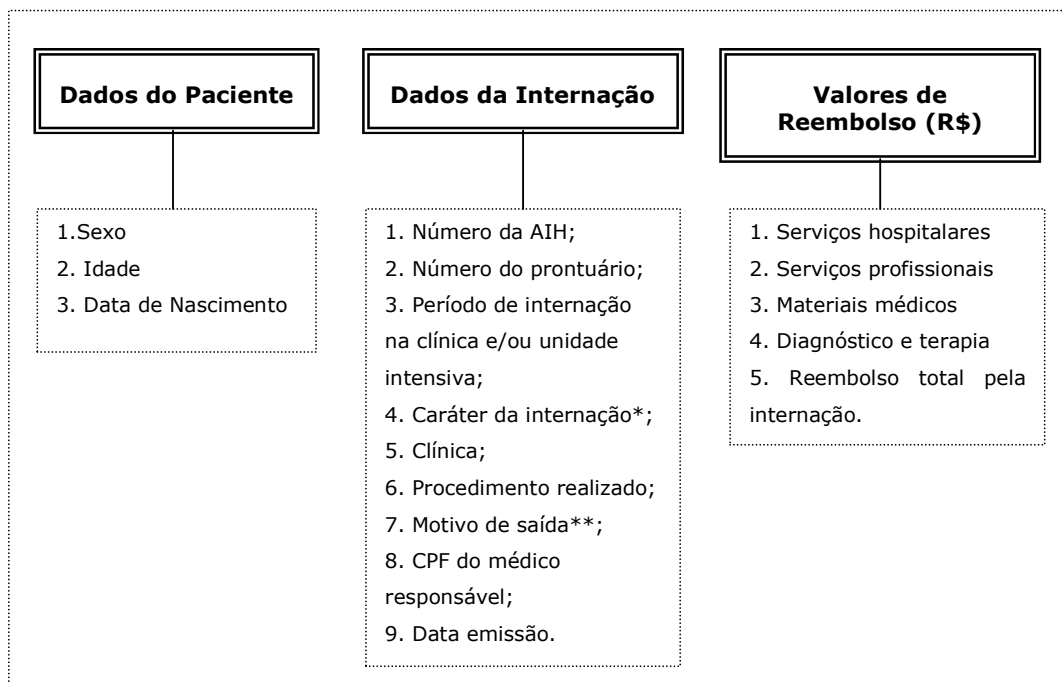 Dados do Paciente
1.Sexo
2. Idade
3. Data de Nascimento
Dados da Internação
1. Número da AIH;
2. Número do prontuário;
3. Período de internação
na clínica e/ou unidade
intensiva;
4. Caráter da internação*;
5. Clínica;
6. Procedimento realizado;
7. Motivo de saída**;
8. CPF do médico
responsável;
9. Data emissão.
Valores de
Reembolso (R$)
1. Serviços hospitalares
2. Serviços profissionais
3. Materiais médicos
4. Diagnóstico e terapia
5. Reembolso total pela
internação.